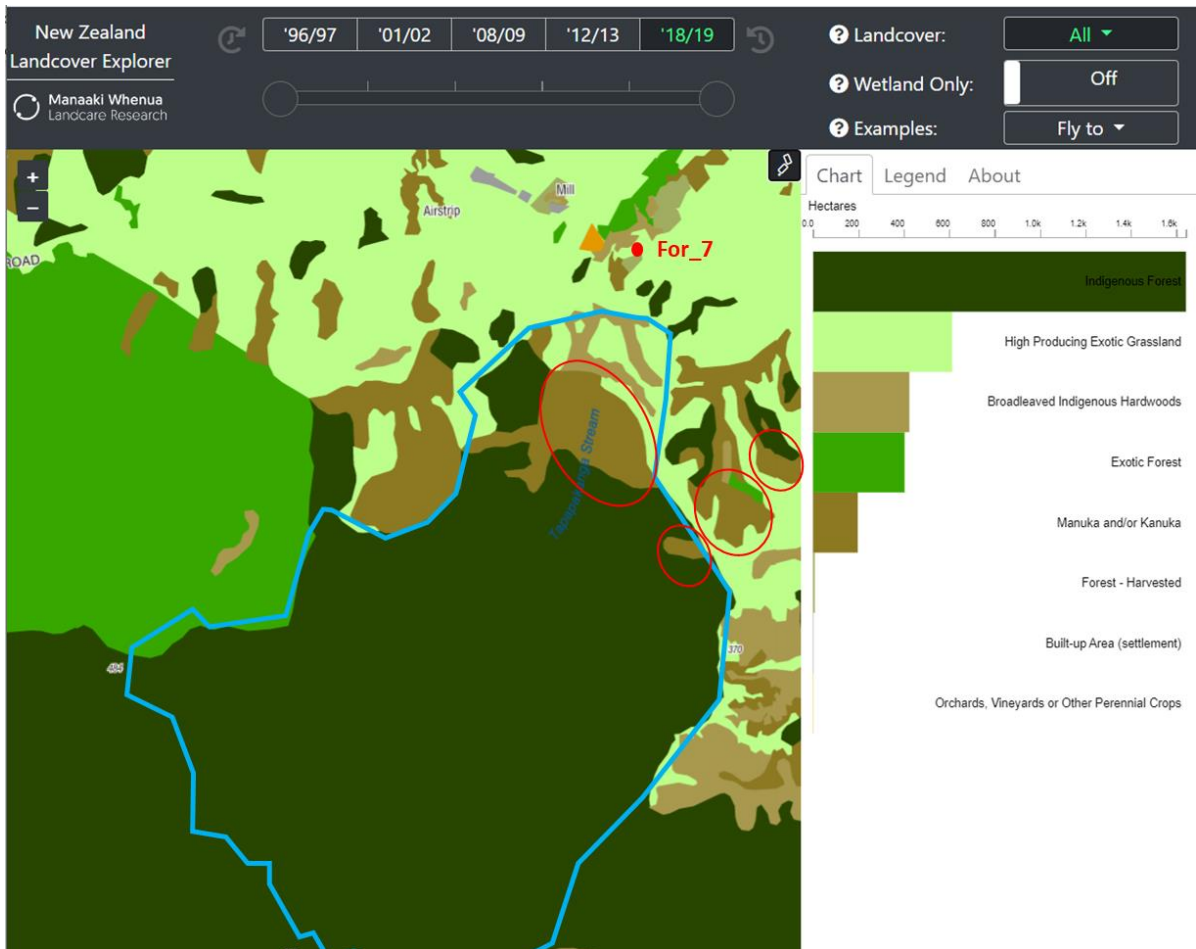 New Zealand
Landcover Explorer
Manaaki Whenua
Landcare Research
'96/97 '01/02 '08/09 '12/13 '18/19
Landcover: All
Wetland Only: Off
Examples: Fly to
+
−
Mill
Airstrip
ROAD
For_7
Tapapakanga Stream
494
370
Chart Legend About
Hectares
0.0 200 400 600 800 1.0k 1.2k 1.4k 1.6k
Indigenous Forest
High Producing Exotic Grassland
Broadleaved Indigenous Hardwoods
Exotic Forest
Manuka and/or Kanuka
Forest - Harvested
Built-up Area (settlement)
Orchards, Vineyards or Other Perennial Crops